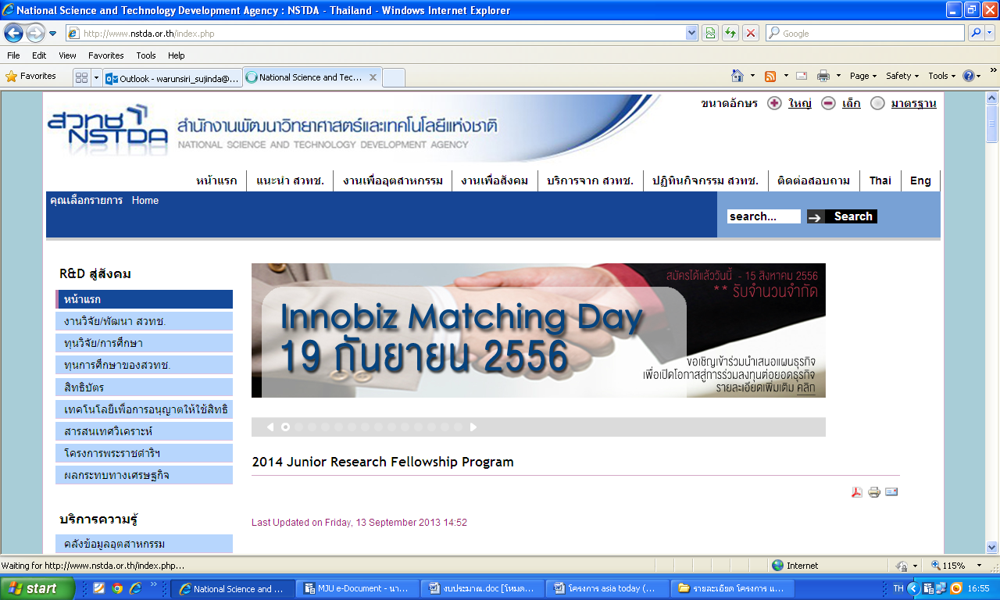 National Science and Technology Development Agency : NSTDA - Thailand - Windows Internet Explorer
http://www.nstda.or.th/index.php
Google
File Edit View Favorites Tools Help
Favorites
Outlook - warunsiri_sujinda@...
National Science and Tec...
Page Safety Tools
สวทช
NSTDA
สำนักงานพัฒนาวิทยาศาสตร์และเทคโนโลยีแห่งชาติ
NATIONAL SCIENCE AND TECHNOLOGY DEVELOPMENT AGENCY
ขนาดอักษร ใหญ่ เล็ก มาตรฐาน
หน้าแรก แนะนำ สวทช. งานเพื่ออุตสาหกรรม งานเพื่อสังคม บริการจาก สวทช. ปฏิทินกิจกรรม สวทช. ติดต่อสอบถาม Thai Eng
คุณเลือกรายการ Home
search... Search
R&D สู่สังคม
หน้าแรก
งานวิจัย/พัฒนา สวทช.
ทุนวิจัย/การศึกษา
ทุนการศึกษาของสวทช.
สิทธิบัตร
เทคโนโลยีเพื่อการอนุญาตให้ใช้สิทธิ
สารสนเทศวิเคราะห์
โครงการพระราชดำริฯ
ผลกระทบทางเศรษฐกิจ
บริการความรู้
คลังข้อมูลอุตสาหกรรม
สมัครได้แล้ววันนี้ - 15 สิงหาคม 2556
** รับจำนวนจำกัด
Innobiz Matching Day
19 กันยายน 2556
ขอเชิญเข้าร่วมนำเสนอแผนธุรกิจ
เพื่อเปิดโอกาสสู่การร่วมลงทุนต่อยอดธุรกิจ
รายละเอียดเพิ่มเติม คลิก
2014 Junior Research Fellowship Program
Last Updated on Friday, 13 September 2013 14:52
Waiting for http://www.nstda.or.th/index.php...
Internet
115%
start
National Science and ...
MJU e-Document - นา...
งบประมาณ.doc [โหมด...
โครงการ asia today (...
รายละเอียด โครงการ แ...
TH
16:55